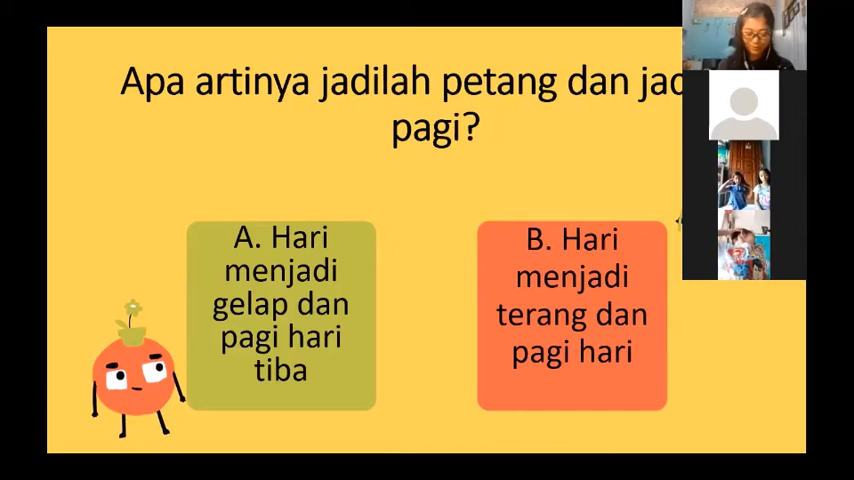 Apa artinya jadilah petang dan
pagi?
A. Hari
menjadi
gelap dan
pagi hari
tiba
B. Hari
menjadi
terang dan
pagi hari